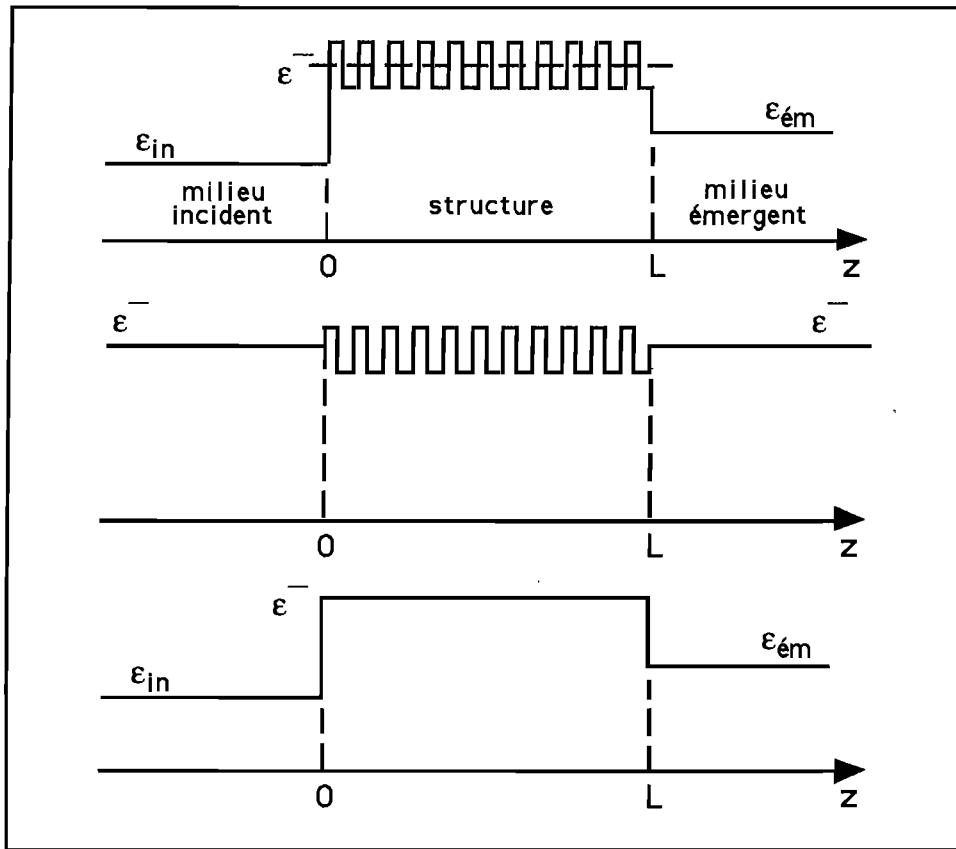 ε̄
ε_in
ε_ém
milieu incident
structure
milieu émergent
0
L
z
ε̄
ε̄
0
L
z
ε̄
ε_in
ε_ém
0
L
z